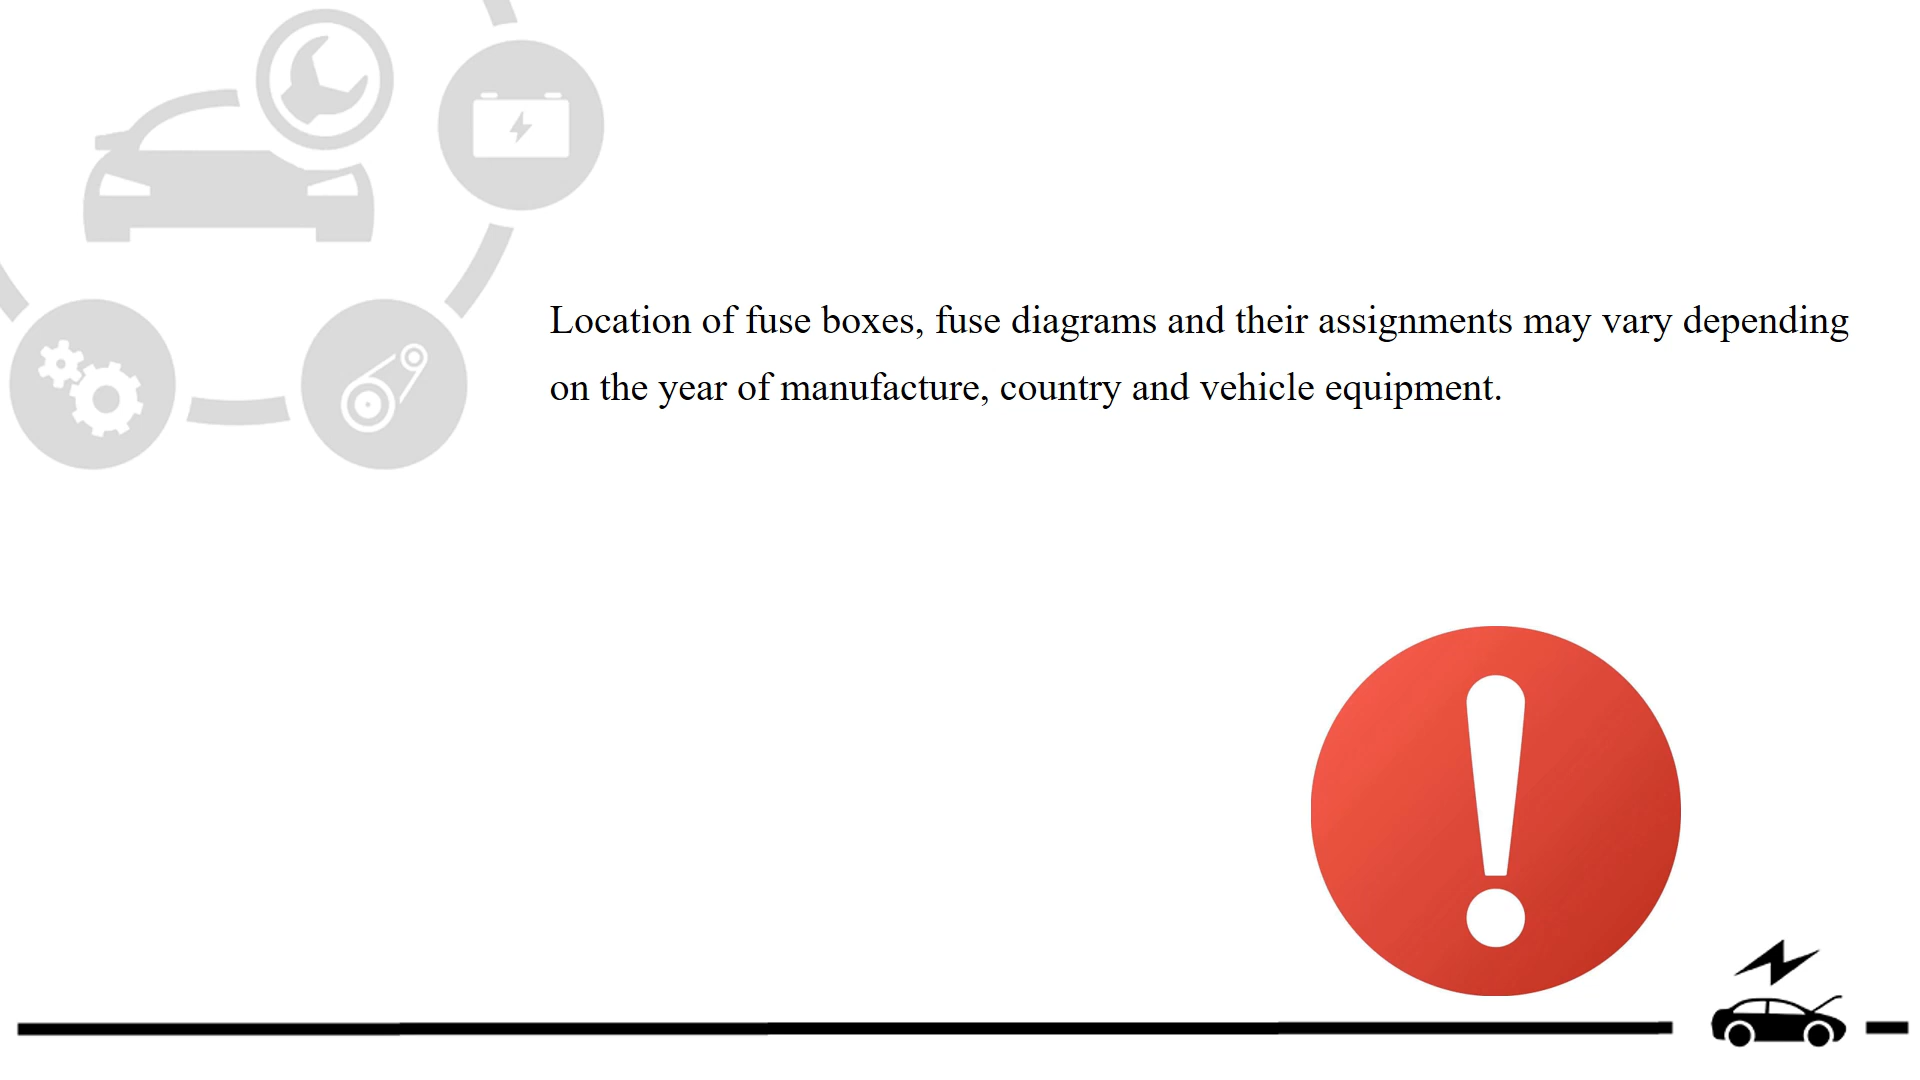 Location of fuse boxes, fuse diagrams and their assignments may vary depending
on the year of manufacture, country and vehicle equipment.